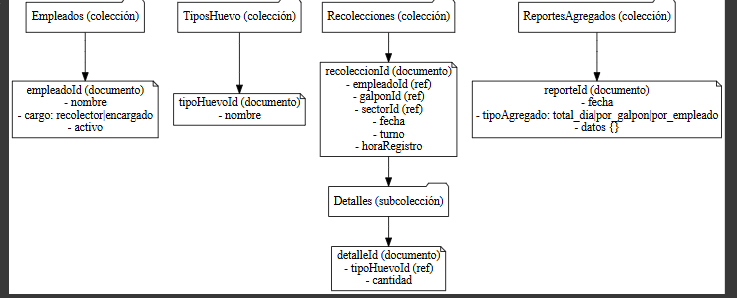 Empleados (colección)
empleadoId (documento)
- nombre
- cargo: recolector|encargado
- activo
TiposHuevo (colección)
tipoHuevoId (documento)
- nombre
Recolecciones (colección)
recoleccionId (documento)
- empleadoId (ref)
- galponId (ref)
- sectorId (ref)
- fecha
- turno
- horaRegistro
Detalles (subcolección)
detalleId (documento)
- tipoHuevoId (ref)
- cantidad
ReportesAgregados (colección)
reporteId (documento)
- fecha
- tipoAgregado: total_dia|por_galpon|por_empleado
- datos {}